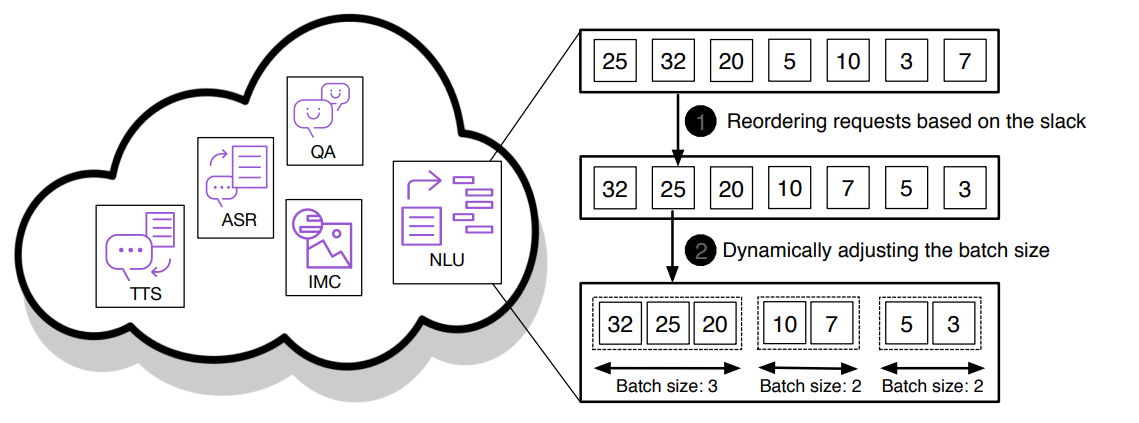 QA
ASR
TTS
IMC
NLU
25 32 20 5 10 3 7
1 Reordering requests based on the slack
32 25 20 10 7 5 3
2 Dynamically adjusting the batch size
32 25 20 10 7 5 3
Batch size: 3 Batch size: 2 Batch size: 2